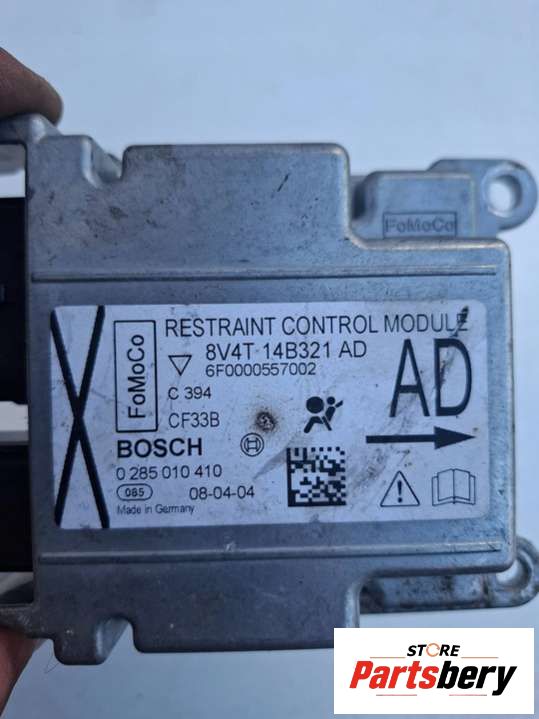 FoMoCo
X
FoMoCo
RESTRAINT CONTROL MODULE
8V4T 14B321 AD
6F0000557002
C 394
CF33B
AD
BOSCH
0 285 010 410
085
08-04-04
Made in Germany
STORE
Partsbery